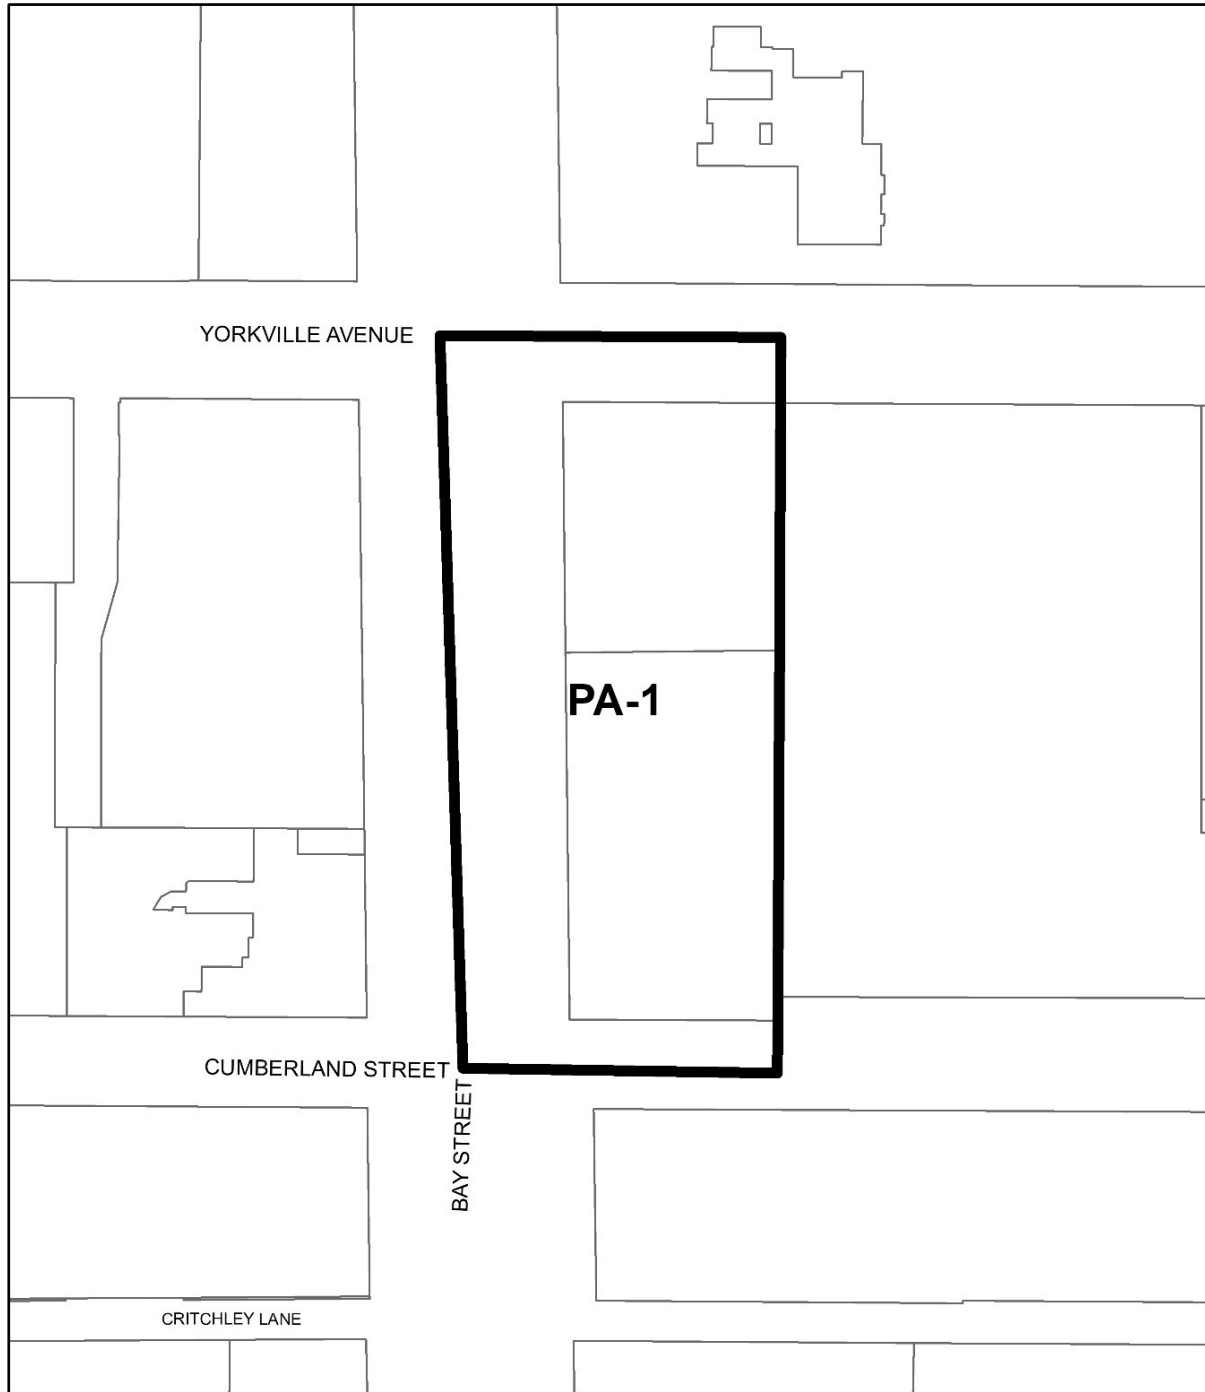 YORKVILLE AVENUE
PA-1
CUMBERLAND STREET
BAY STREET
CRITCHLEY LANE